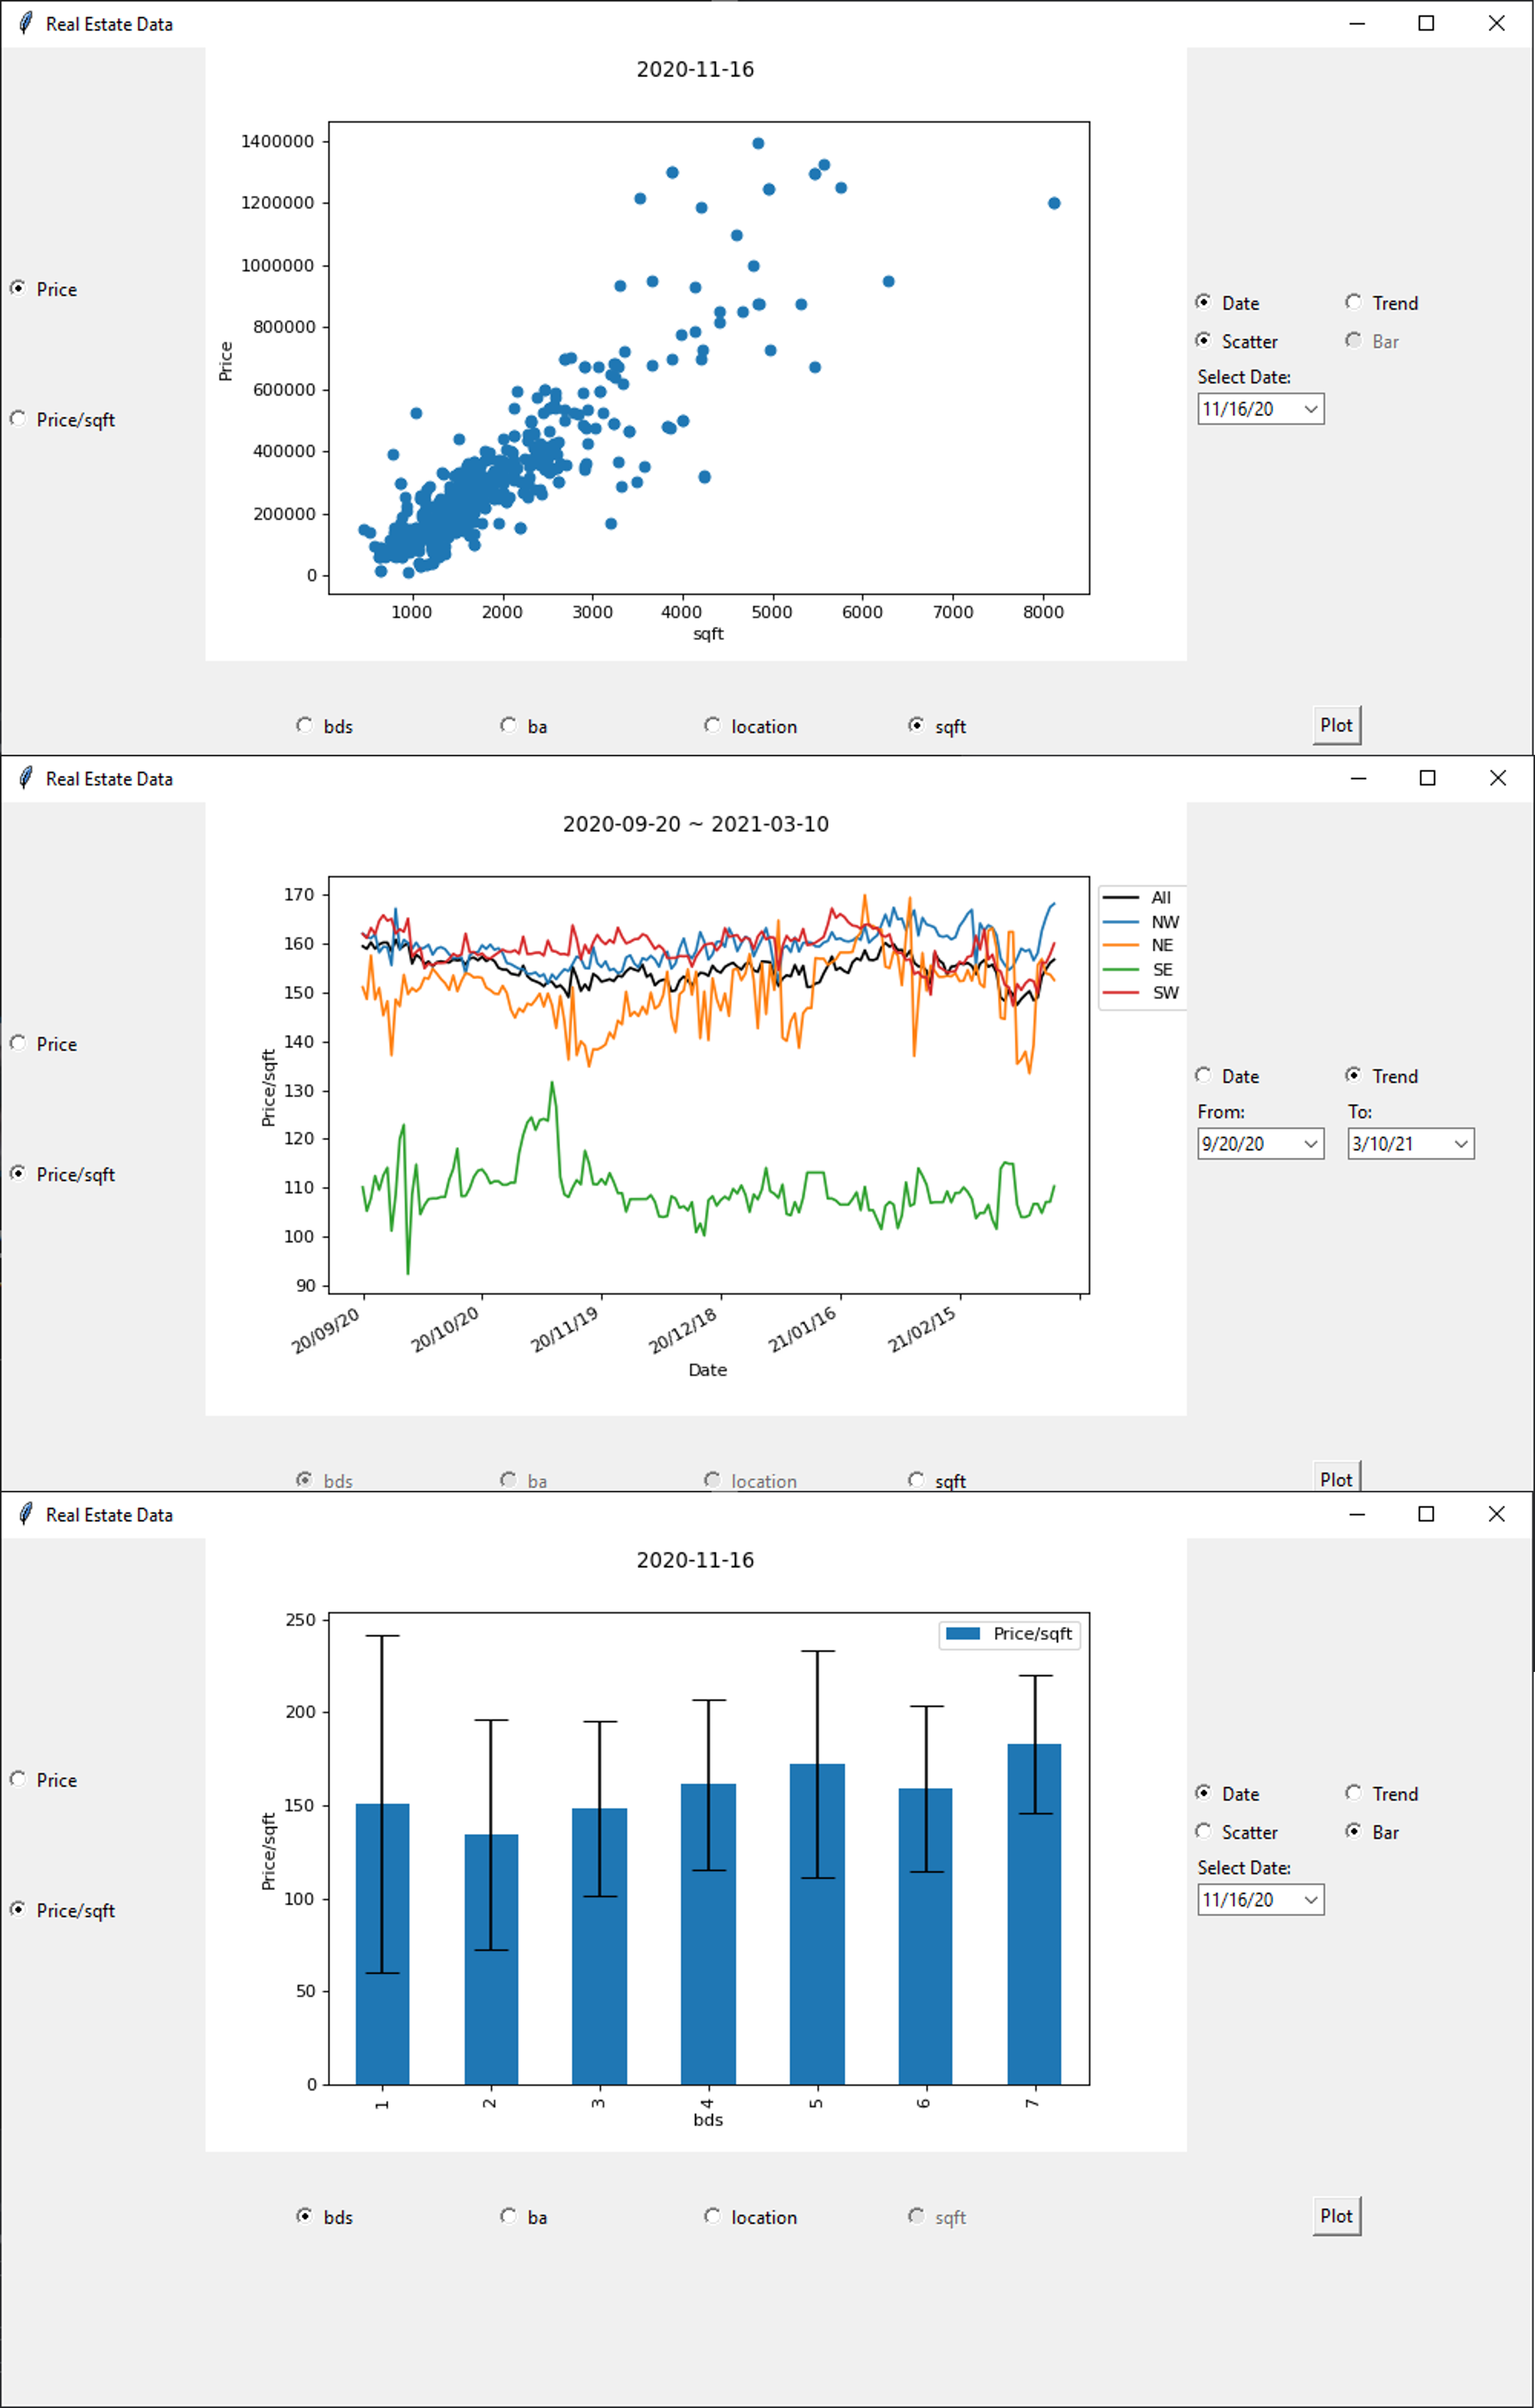 Real Estate Data
2020-11-16
1400000
1200000
1000000
800000
600000
400000
200000
0
Price
1000 2000 3000 4000 5000 6000 7000 8000
sqft
Price
Price/sqft
Date Trend
Scatter Bar
Select Date:
11/16/20
bds ba location sqft
Plot
Real Estate Data
2020-09-20 ~ 2021-03-10
170
160
150
140
130
120
110
100
90
Price/sqft
All
NW
NE
SE
SW
20/09/20 20/10/20 20/11/19 20/12/18 21/01/16 21/02/15
Date
Price
Price/sqft
Date Trend
From: To:
9/20/20 3/10/21
bds ba location sqft
Plot
Real Estate Data
2020-11-16
250
200
150
100
50
0
Price/sqft
Price/sqft
1 2 3 4 5 6 7
bds
Price
Price/sqft
Date Trend
Scatter Bar
Select Date:
11/16/20
bds ba location sqft
Plot